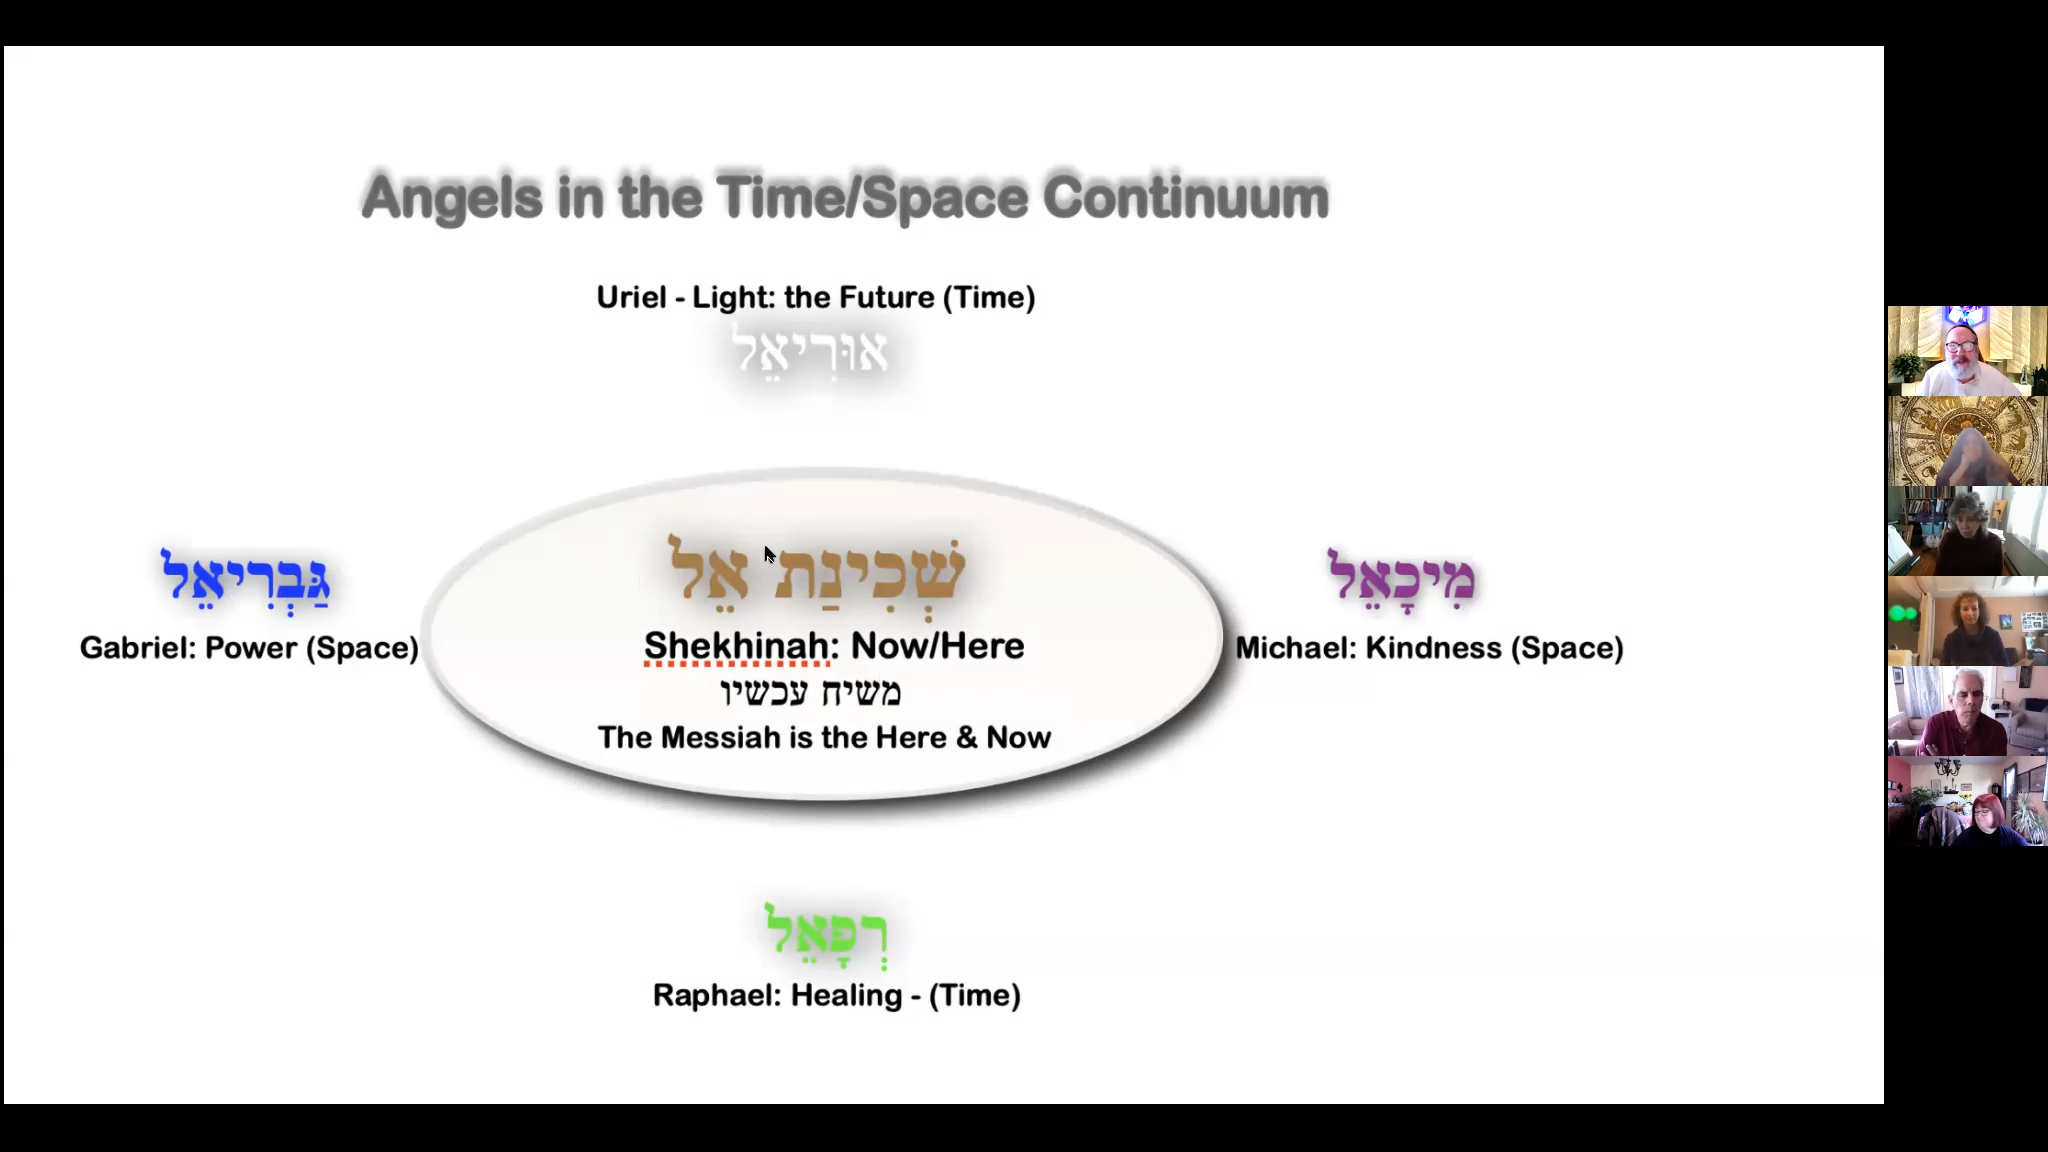 Angels in the Time/Space Continuum
Uriel - Light: the Future (Time)
אוּרִיאֵל
גַּבְרִיאֵל
Gabriel: Power (Space)
שְׁכִינַת אֵל
Shekhinah: Now/Here
משיח עכשיו
The Messiah is the Here & Now
מִיכָאֵל
Michael: Kindness (Space)
רְפָאֵל
Raphael: Healing - (Time)